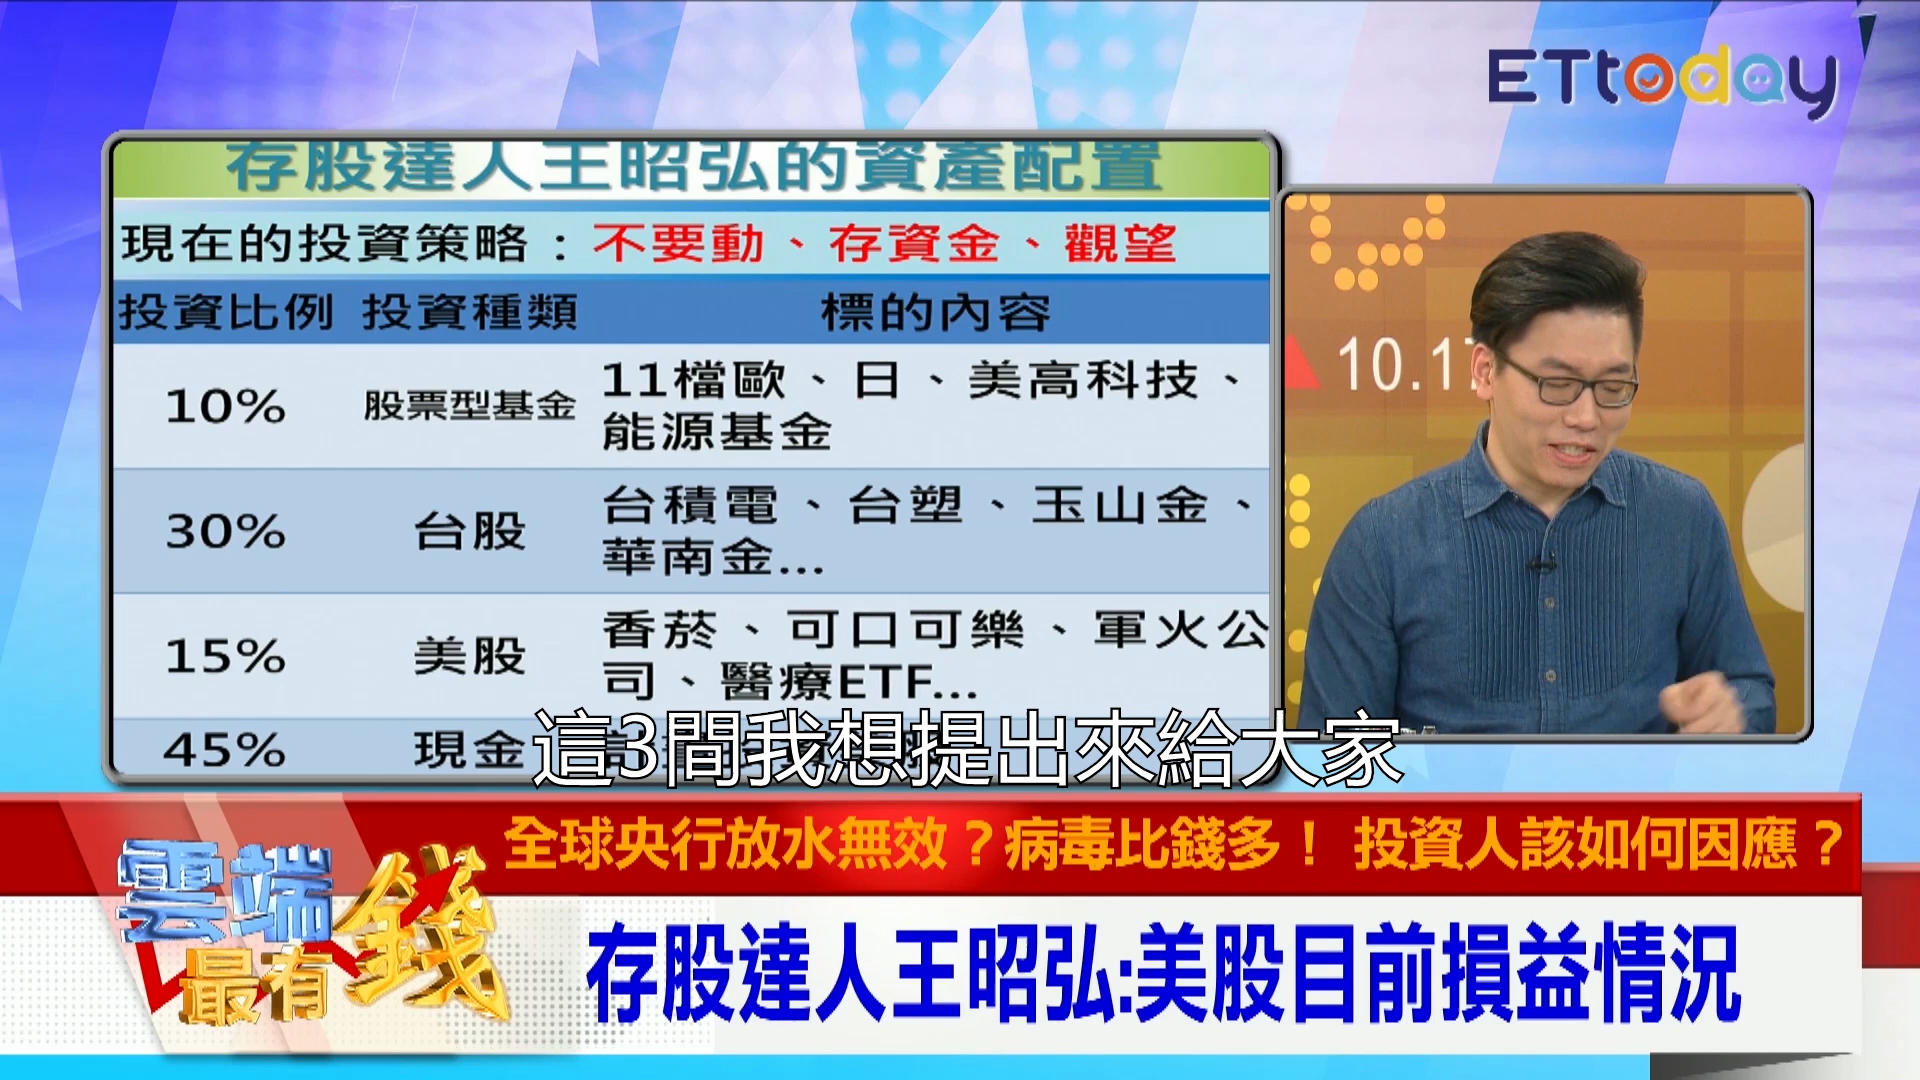 ETtoday
存股達人王昭弘的資產配置
現在的投資策略：不要動、存資金、觀望
投資比例 投資種類 標的內容
10% 股票型基金 11檔歐、日、美高科技、
能源基金
30% 台股 台積電、台塑、玉山金、
華南金...
15% 美股 香菸、可口可樂、軍火公
司、醫療ETF...
45% 現金
10.17
這3間我想提出來給大家
全球央行放水無效？病毒比錢多！ 投資人該如何因應？
雲端
最有錢
存股達人王昭弘:美股目前損益情況